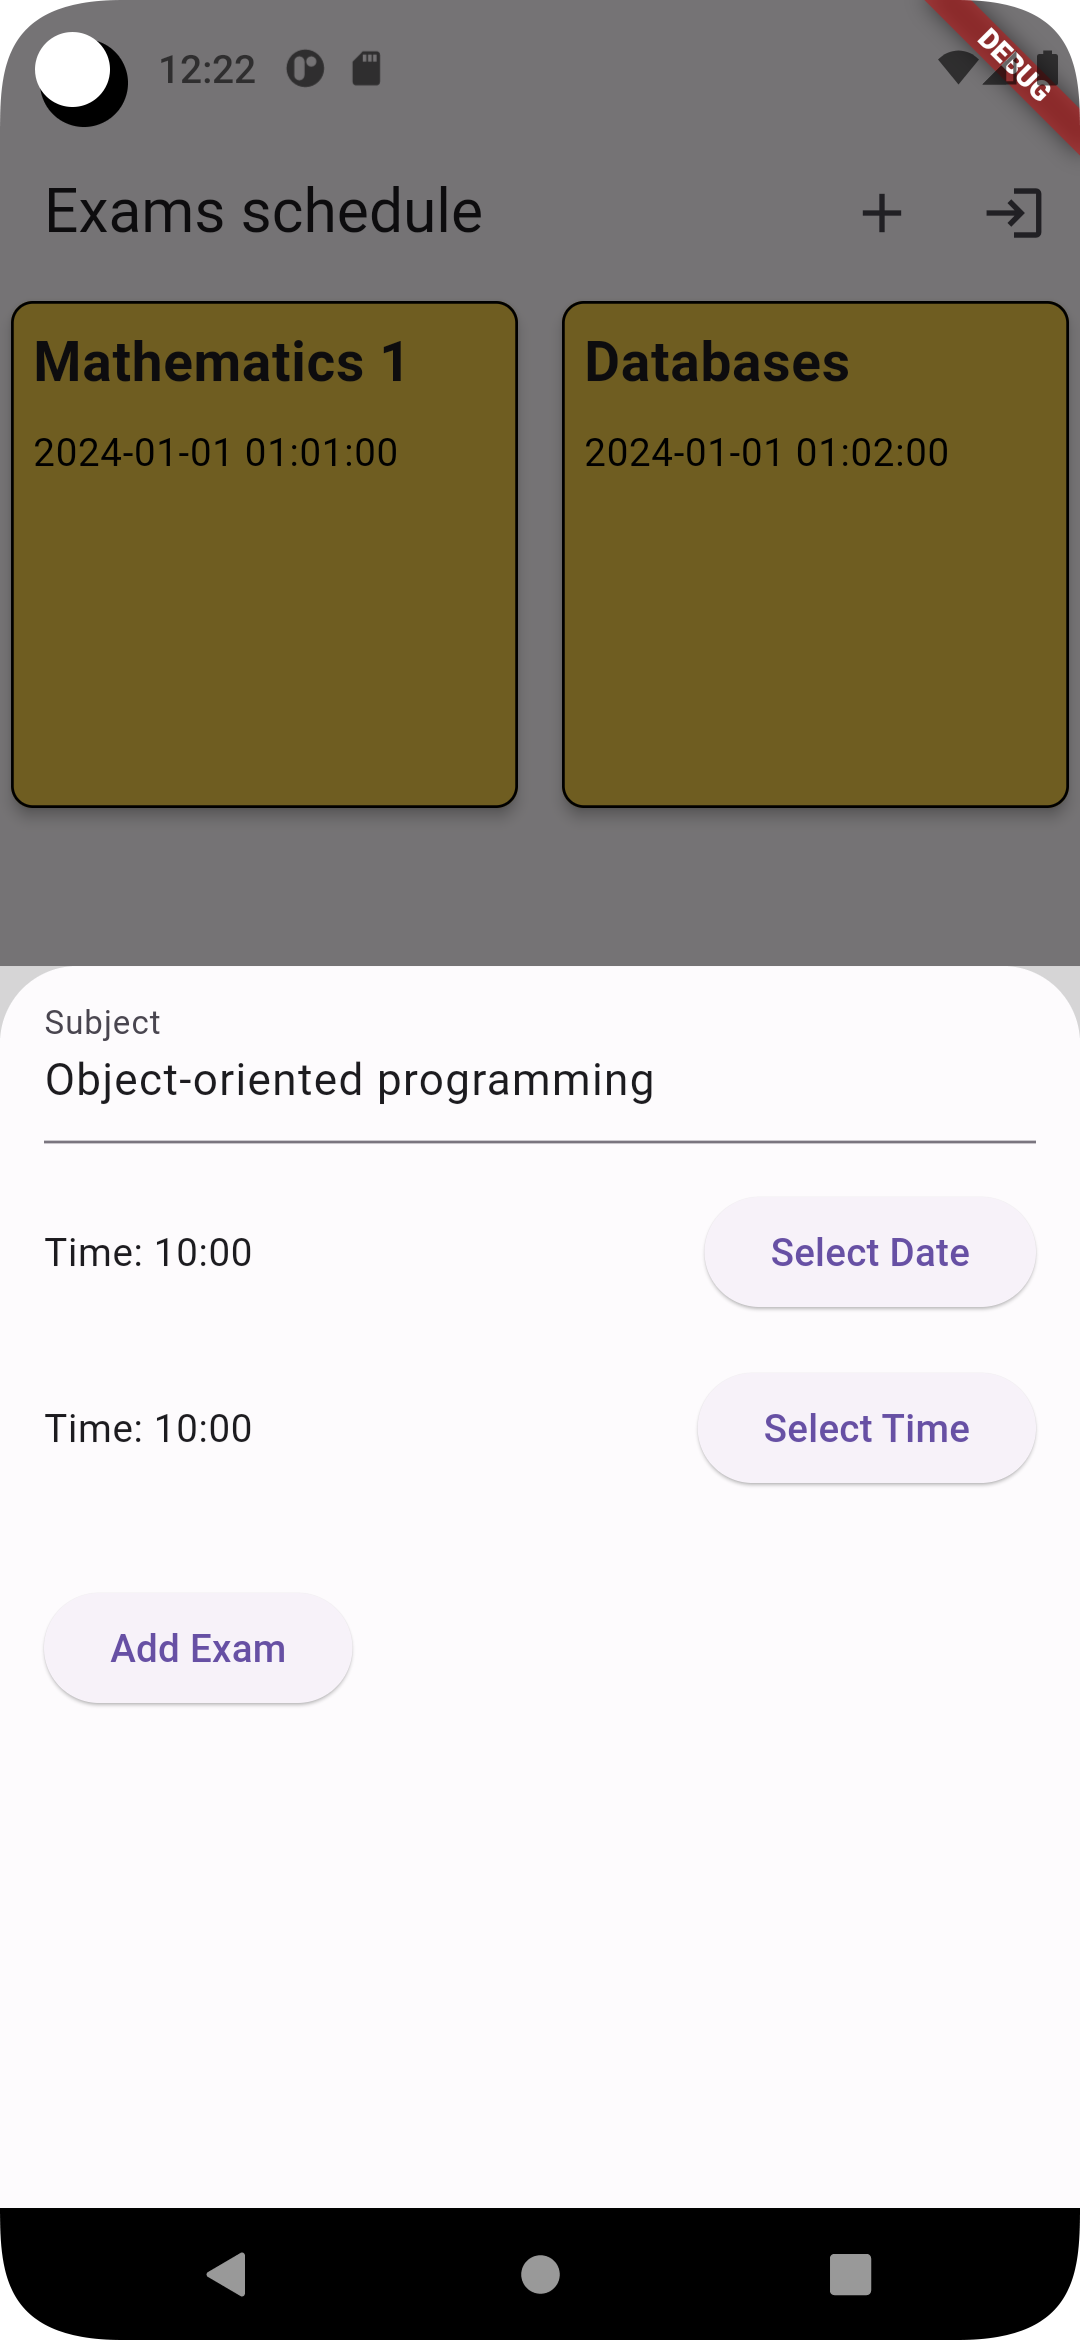 12:22
DEBUG
Exams schedule
Mathematics 1
2024-01-01 01:01:00
Databases
2024-01-01 01:02:00
Subject
Object-oriented programming
Time: 10:00
Select Date
Time: 10:00
Select Time
Add Exam